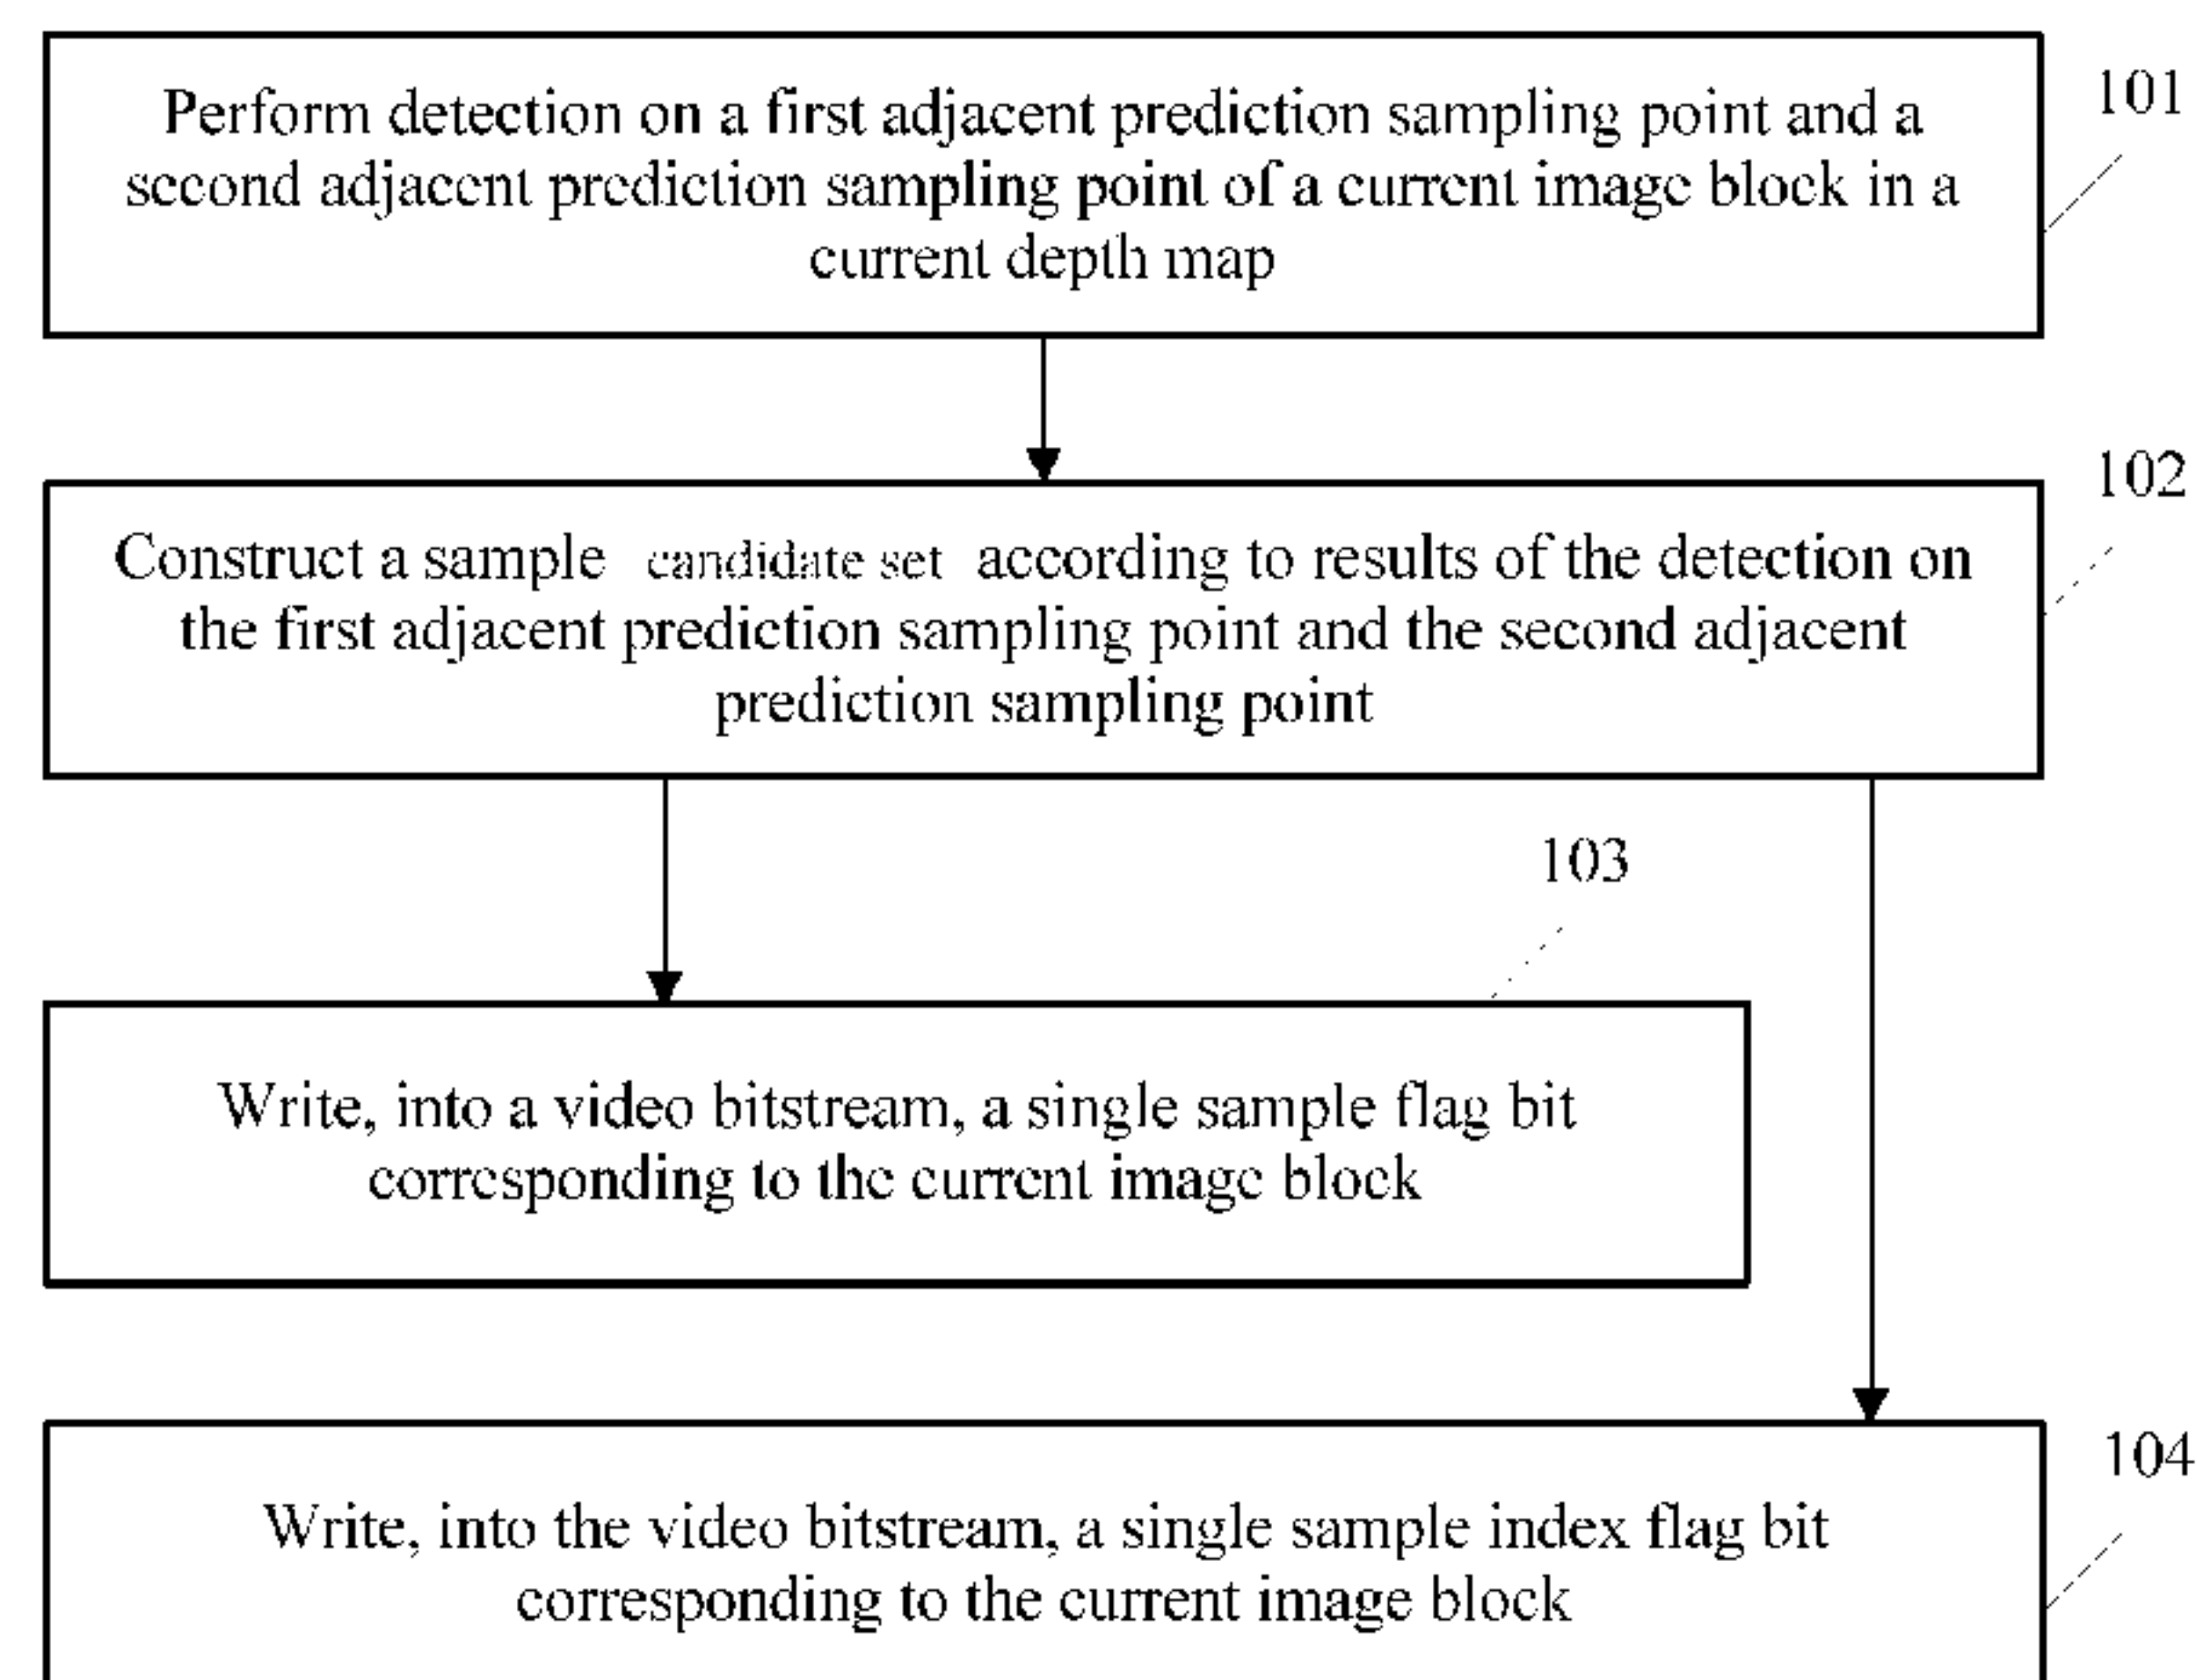 Perform detection on a first adjacent prediction sampling point and a
second adjacent prediction sampling point of a current image block in a
current depth map
101
Construct a sample candidate set according to results of the detection on
the first adjacent prediction sampling point and the second adjacent
prediction sampling point
102
103
Write, into a video bitstream, a single sample flag bit
corresponding to the current image block
104
Write, into the video bitstream, a single sample index flag bit
corresponding to the current image block